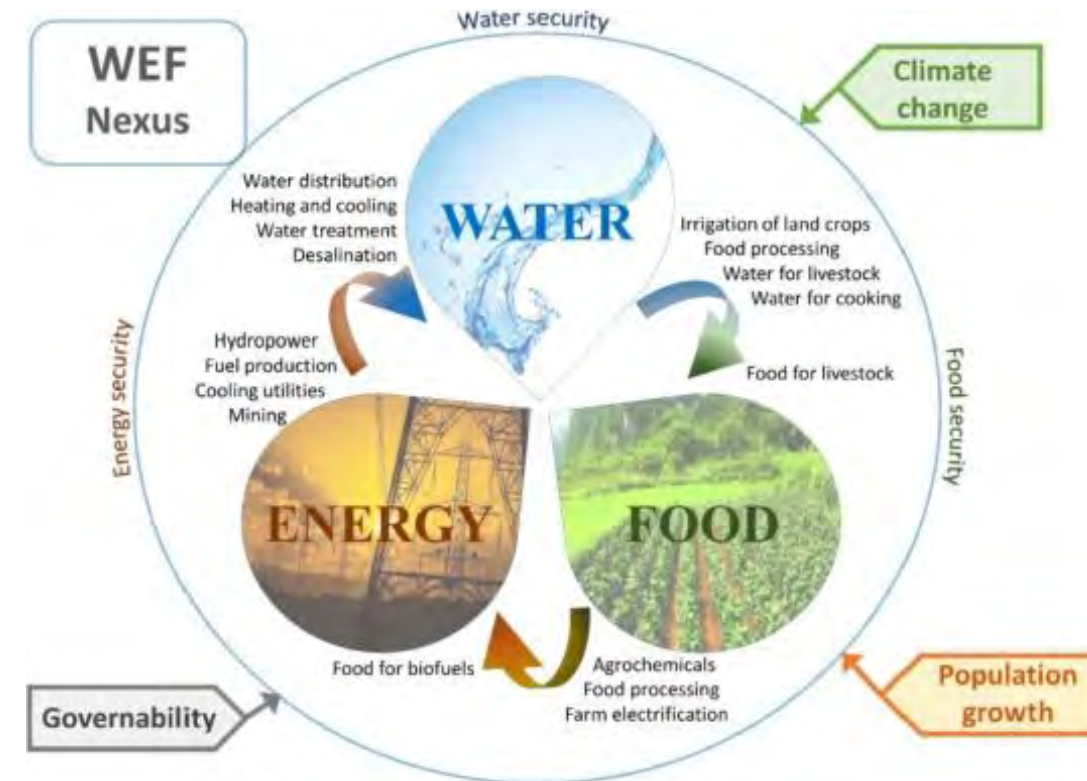 Water security
WEF
Nexus
Climate
change
Water distribution
Heating and cooling
Water treatment
Desalination
WATER
Irrigation of land crops
Food processing
Water for livestock
Water for cooking
Hydropower
Fuel production
Cooling utilities
Mining
Food for livestock
Energy security
Food security
ENERGY
FOOD
Food for biofuels
Agrochemicals
Food processing
Farm electrification
Governability
Population
growth